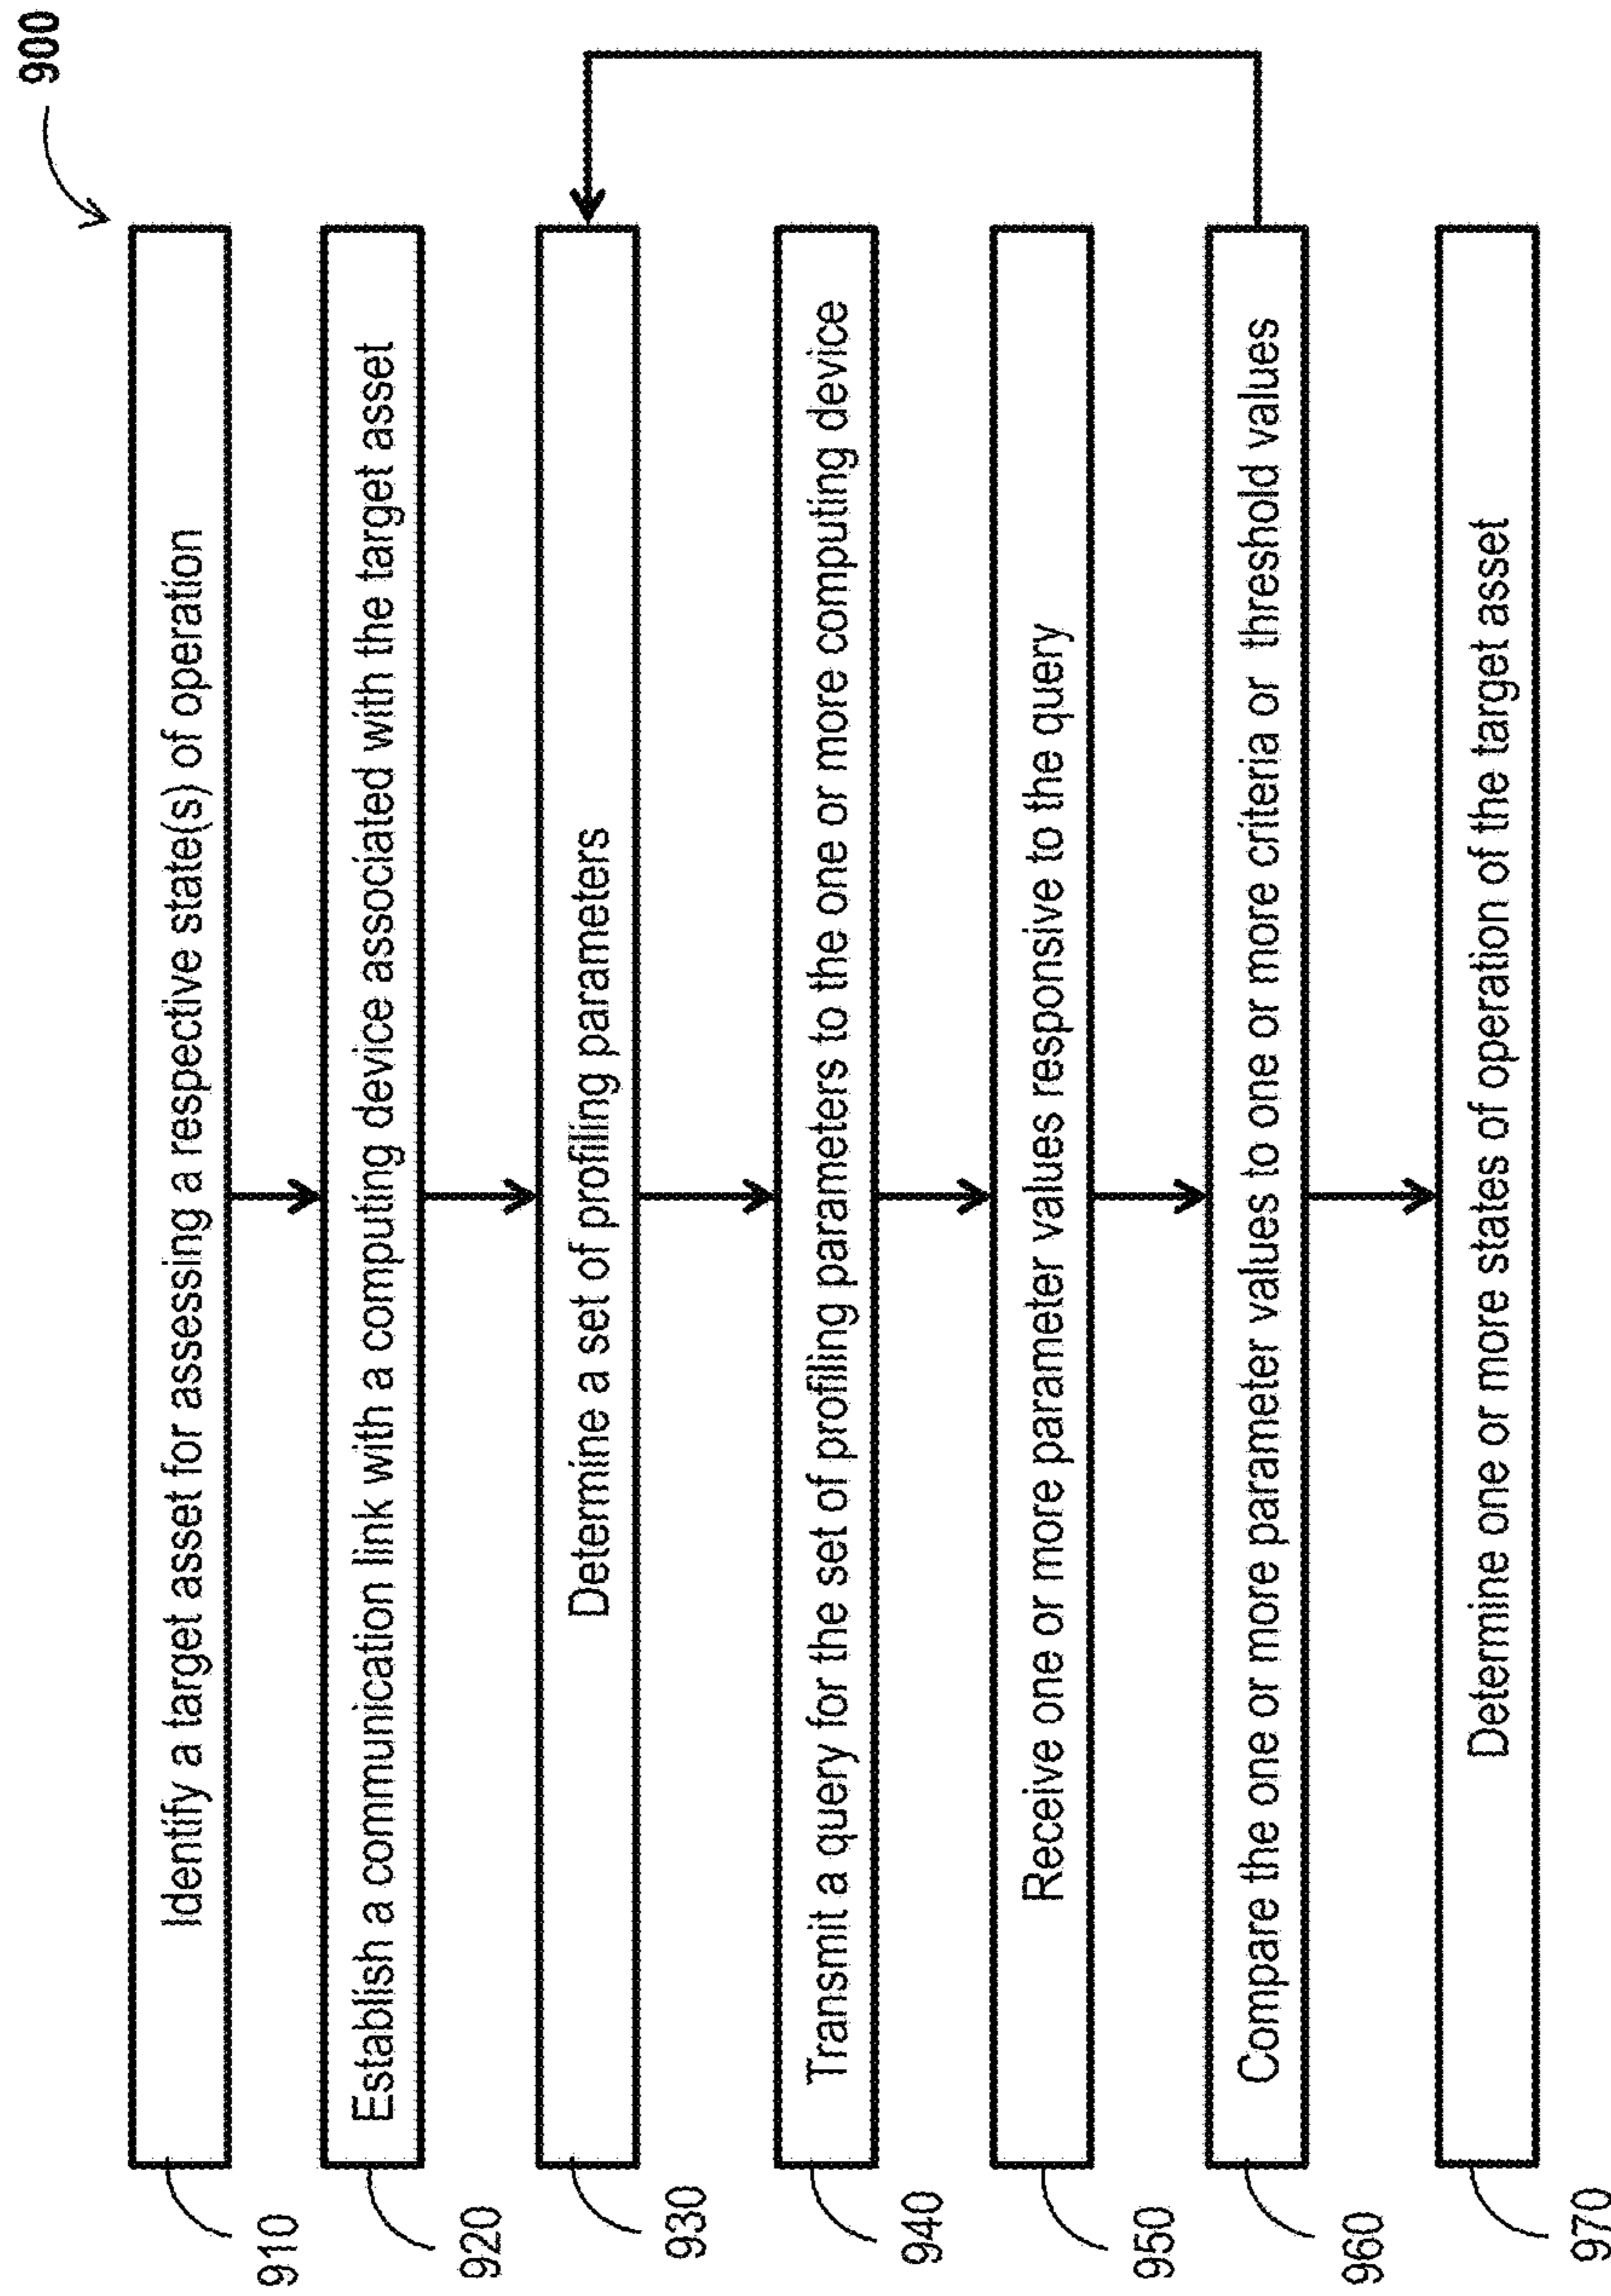 900
910
Identify a target asset for assessing a respective state(s) of operation
920
Establish a communication link with a computing device associated with the target asset
930
Determine a set of profiling parameters
940
Transmit a query for the set of profiling parameters to the one or more computing device
950
Receive one or more parameter values responsive to the query
960
Compare the one or more parameter values to one or more criteria or threshold values
970
Determine one or more states of operation of the target asset